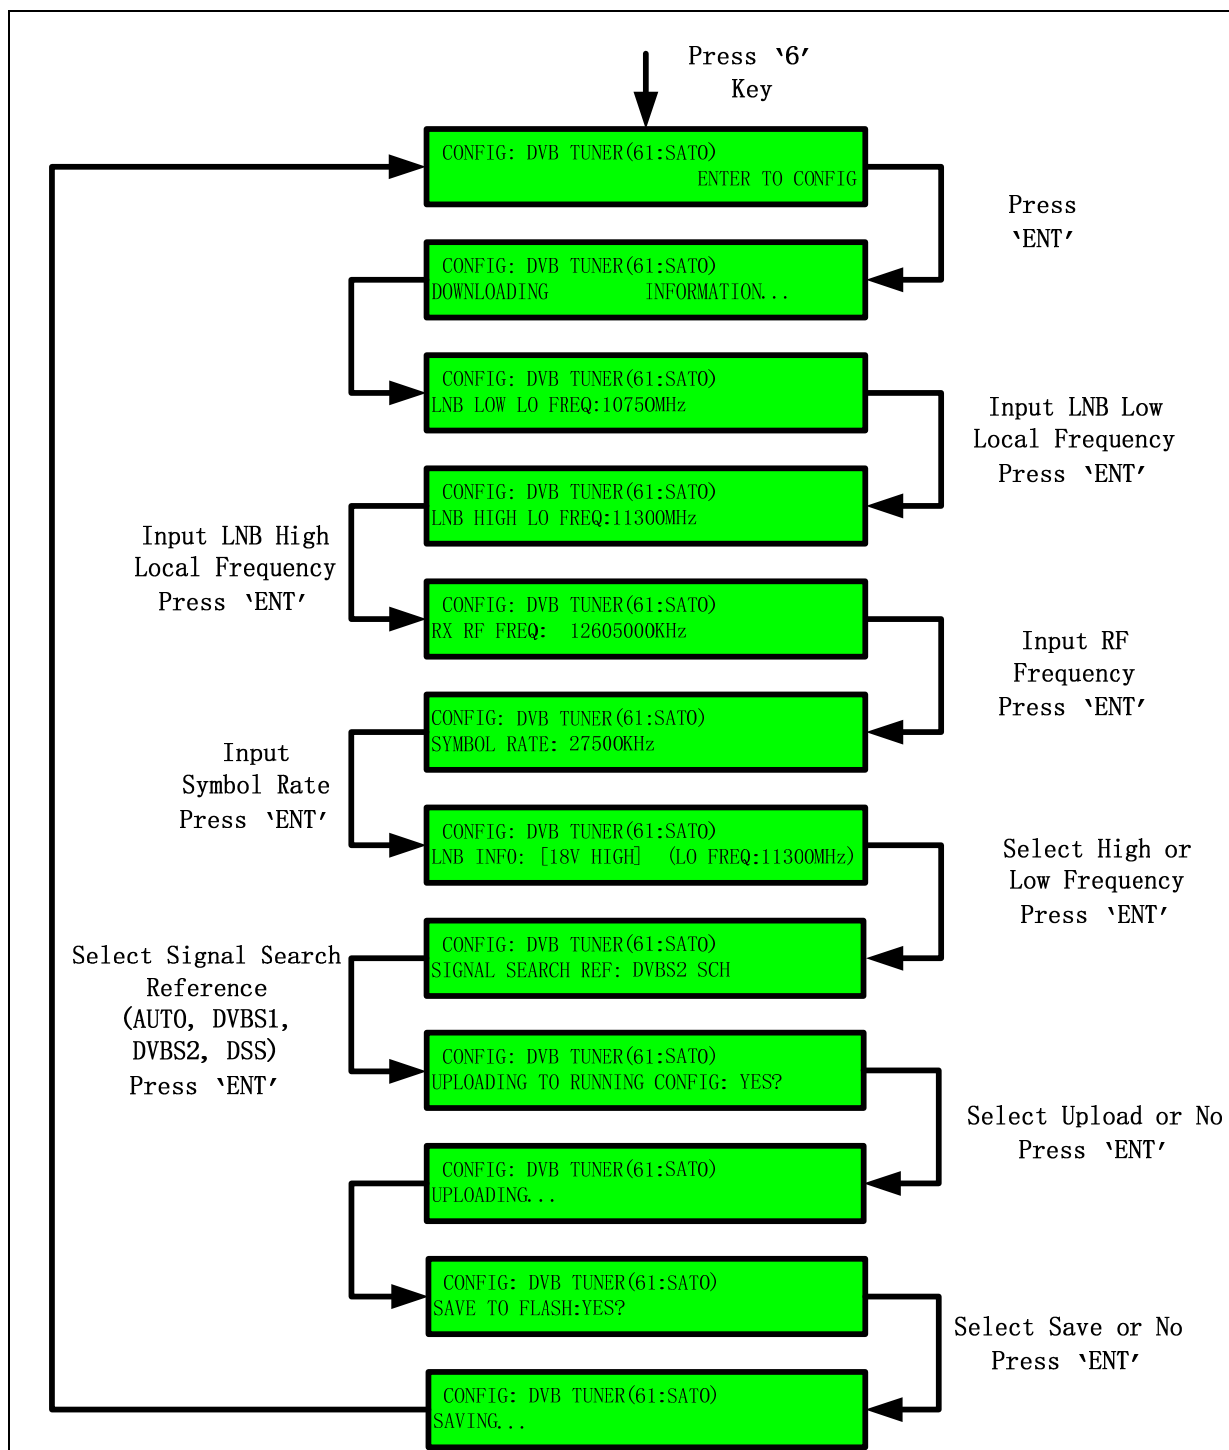 Press ‘6’
Key
CONFIG: DVB TUNER(61:SAT0)
ENTER TO CONFIG
Press
‘ENT’
CONFIG: DVB TUNER(61:SAT0)
DOWNLOADING INFORMATION...
CONFIG: DVB TUNER(61:SAT0)
LNB LOW LO FREQ:10750MHz
Input LNB Low
Local Frequency
Press ‘ENT’
CONFIG: DVB TUNER(61:SAT0)
LNB HIGH LO FREQ:11300MHz
Input LNB High
Local Frequency
Press ‘ENT’
CONFIG: DVB TUNER(61:SAT0)
RX RF FREQ: 12605000KHz
Input RF
Frequency
Press ‘ENT’
CONFIG: DVB TUNER(61:SAT0)
SYMBOL RATE: 27500KHz
Input
Symbol Rate
Press ‘ENT’
CONFIG: DVB TUNER(61:SAT0)
LNB INFO: [18V HIGH] (LO FREQ:11300MHz)
Select High or
Low Frequency
Press ‘ENT’
CONFIG: DVB TUNER(61:SAT0)
SIGNAL SEARCH REF: DVBS2 SCH
Select Signal Search
Reference
(AUTO, DVBS1,
DVBS2, DSS)
Press ‘ENT’
CONFIG: DVB TUNER(61:SAT0)
UPLOADING TO RUNNING CONFIG: YES?
Select Upload or No
Press ‘ENT’
CONFIG: DVB TUNER(61:SAT0)
UPLOADING...
CONFIG: DVB TUNER(61:SAT0)
SAVE TO FLASH:YES?
Select Save or No
Press ‘ENT’
CONFIG: DVB TUNER(61:SAT0)
SAVING...